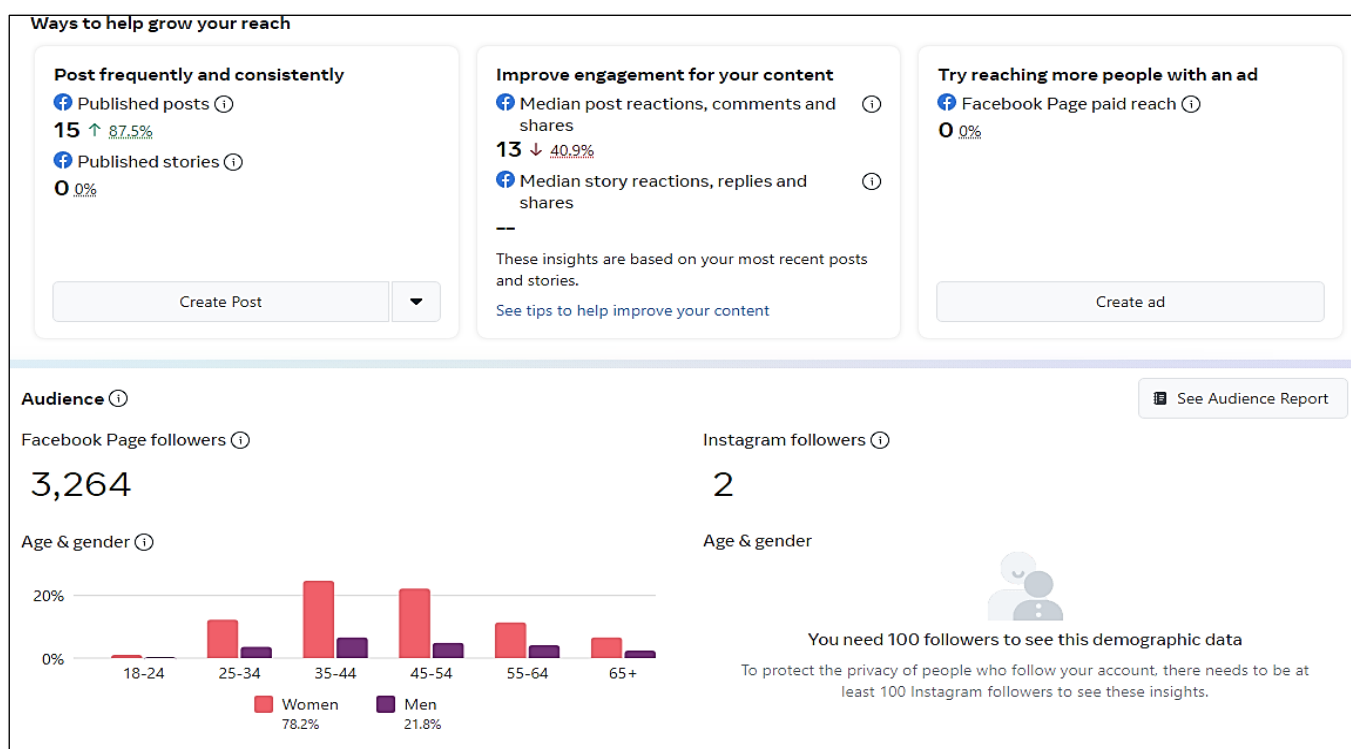 Ways to help grow your reach
Post frequently and consistently
Published posts
15 ↑ 87.5%
Published stories
0 0%
Create Post
Improve engagement for your content
Median post reactions, comments and
shares
13 ↓ 40.9%
Median story reactions, replies and
shares
--
These insights are based on your most recent posts
and stories.
See tips to help improve your content
Try reaching more people with an ad
Facebook Page paid reach
0 0%
Create ad
Audience
See Audience Report
Facebook Page followers
3,264
Age & gender
20%
0%
18-24 25-34 35-44 45-54 55-64 65+
Women Men
78.2% 21.8%
Instagram followers
2
Age & gender
You need 100 followers to see this demographic data
To protect the privacy of people who follow your account, there needs to be at
least 100 Instagram followers to see these insights.